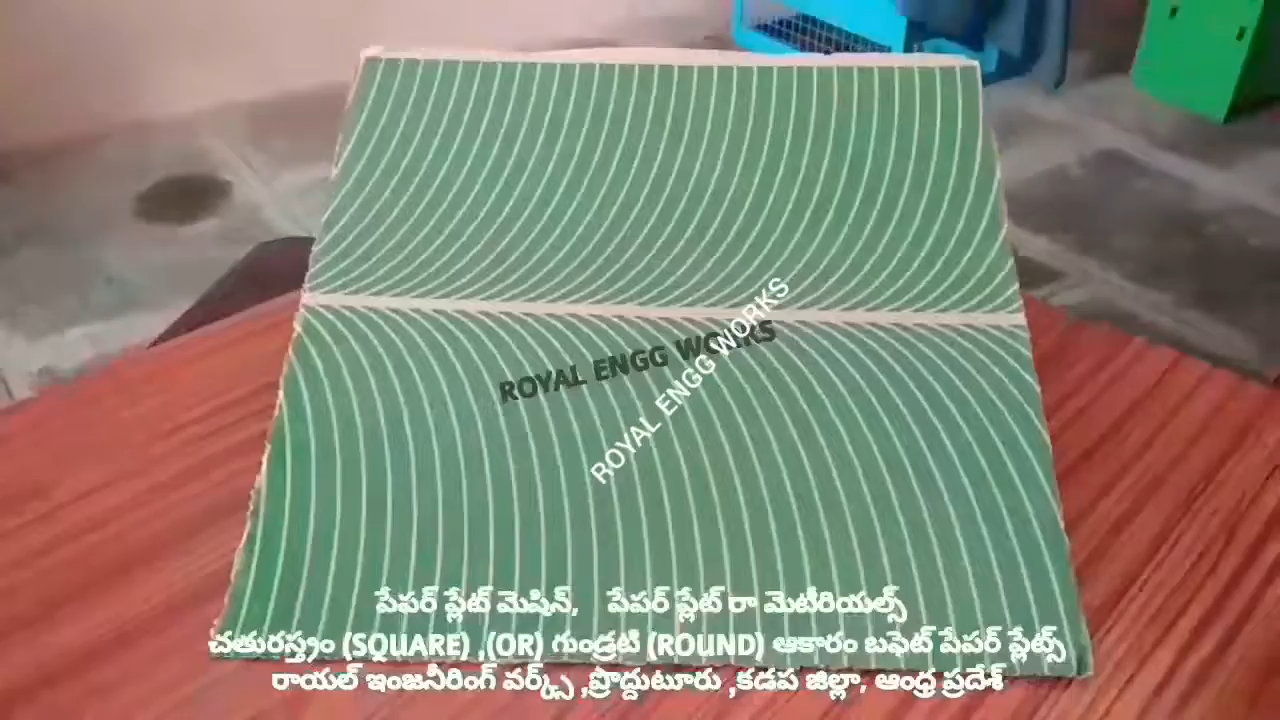 ROYAL ENGG WORKS
ROYAL ENGG WORKS
పేపర్ ప్లేట్ మెషిన్, పేపర్ ప్లేట్ రా మెటీరియల్స్
చతురస్త్రం (SQUARE) ,(OR) గుండ్రటి (ROUND) ఆకారం బఫెట్ పేపర్ ప్లేట్స్
రాయల్ ఇంజనీరింగ్ వర్క్స్ ,ప్రొద్దుటూరు ,కడప జిల్లా, ఆంధ్ర ప్రదేశ్